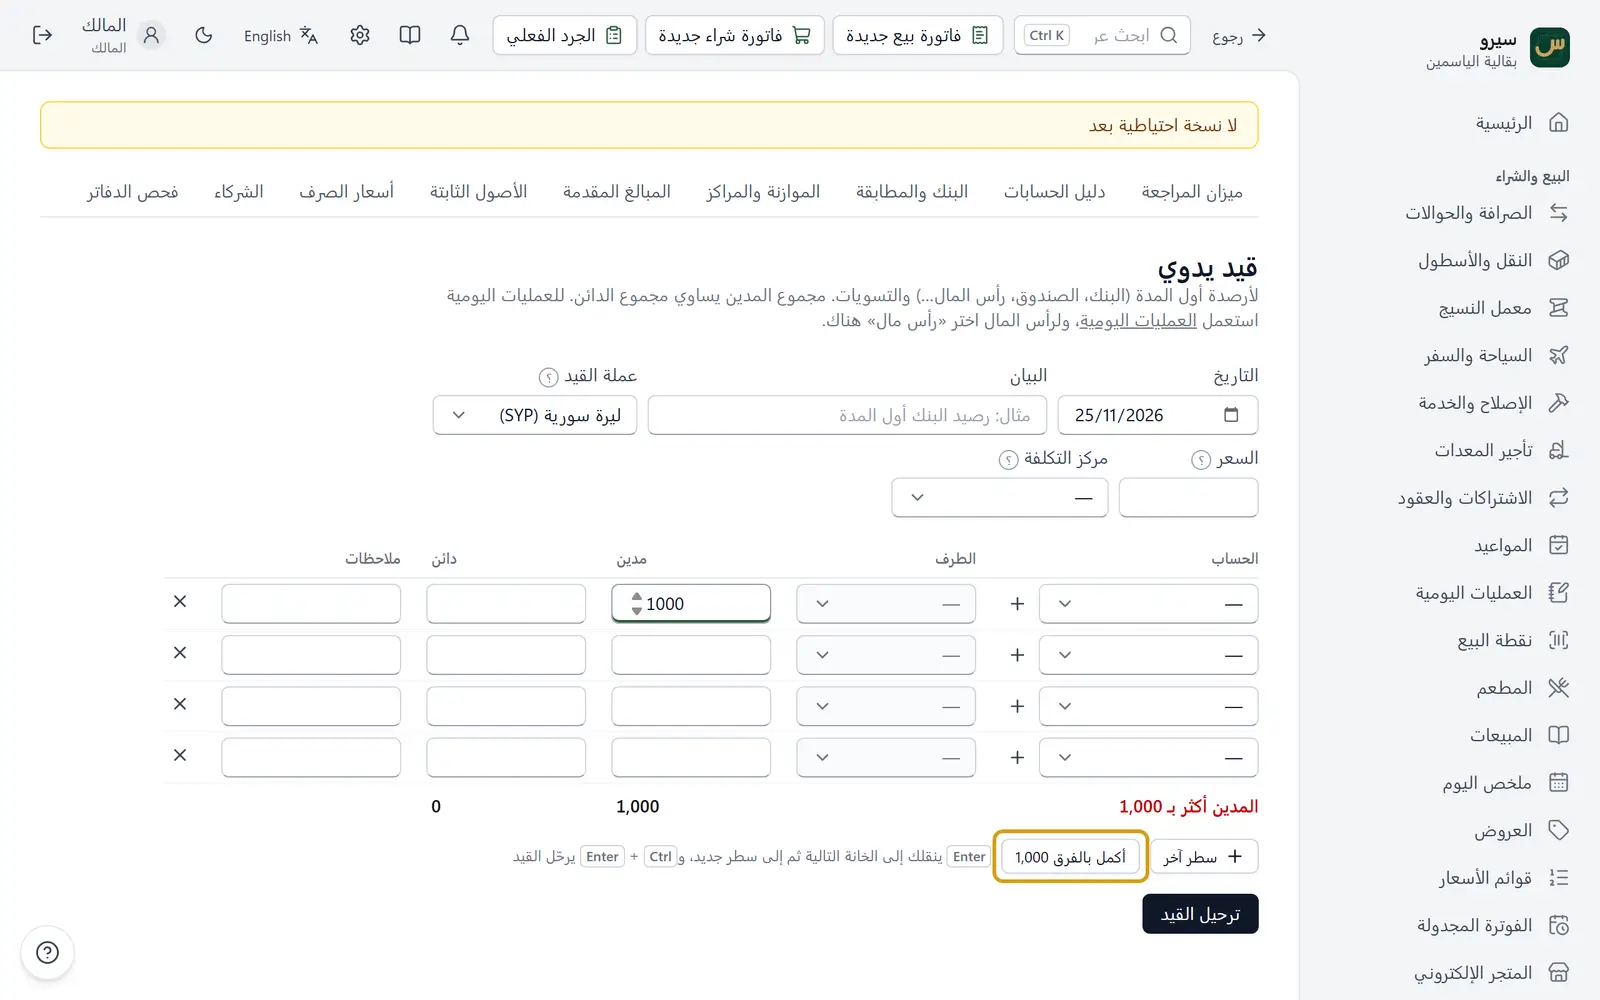 سيرو
بقالية الياسمين
رجوع
ابحث عر
Ctrl K
فاتورة بيع جديدة
فاتورة شراء جديدة
الجرد الفعلي
English
المالك
المالك
الرئيسية
البيع والشراء
الصرافة والحوالات
النقل والأسطول
معمل النسيج
السياحة والسفر
الإصلاح والخدمة
تأجير المعدات
الاشتراكات والعقود
المواعيد
العمليات اليومية
نقطة البيع
المطعم
المبيعات
ملخص اليوم
العروض
قوائم الأسعار
الفوترة المجدولة
المتجر الإلكتروني
لا نسخة احتياطية بعد
ميزان المراجعة
دليل الحسابات
البنك والمطابقة
الموازنة والمراكز
المبالغ المقدمة
الأصول الثابتة
أسعار الصرف
الشركاء
فحص الدفاتر
قيد يدوي
لأرصدة أول المدة (البنك، الصندوق، رأس المال...) والتسويات. مجموع المدين يساوي مجموع الدائن. للعمليات اليومية
استعمل العمليات اليومية، ولرأس المال اختر «رأس مال» هناك.
التاريخ
البيان
عملة القيد ؟
25/11/2026
مثال: رصيد البنك أول المدة
ليرة سورية (SYP)
السعر ؟
مركز التكلفة ؟
—
الحساب
الطرف
مدين
دائن
ملاحظات
— + — 1000
— + —
— + —
— + —
المدين أكثر بـ 1,000
1,000
0
سطر آخر
أكمل بالفرق 1,000
Enter ينقلك إلى الخانة التالية ثم إلى سطر جديد، و Ctrl + Enter يرحّل القيد
ترحيل القيد